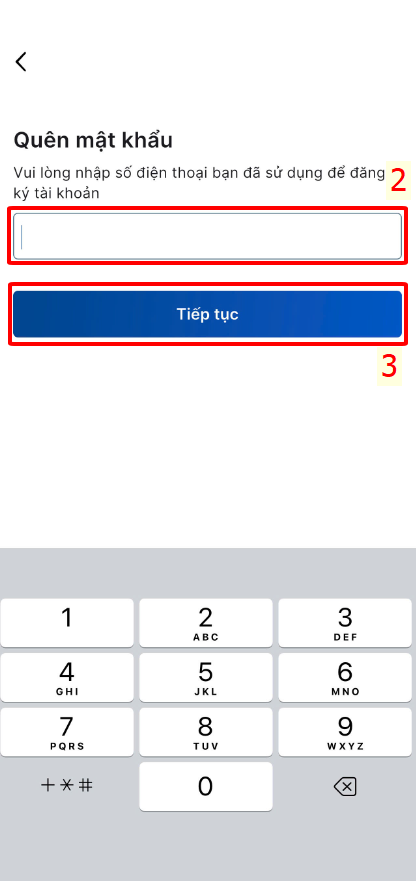 Quên mật khẩu
Vui lòng nhập số điện thoại bạn đã sử dụng để đăng
ký tài khoản
2
Tiếp tục
3
1 2 3
ABC DEF
4 5 6
GHI JKL MNO
7 8 9
PQRS TUV WXYZ
+*# 0